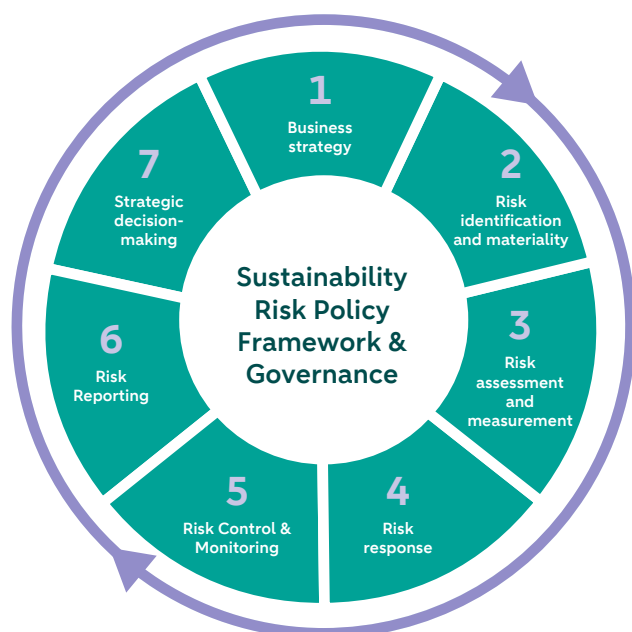 1
Business
strategy
2
Risk
identification
and materiality
3
Risk
assessment
and
measurement
4
Risk
response
5
Risk Control &
Monitoring
6
Risk
Reporting
7
Strategic
decision-
making
Sustainability
Risk Policy
Framework &
Governance